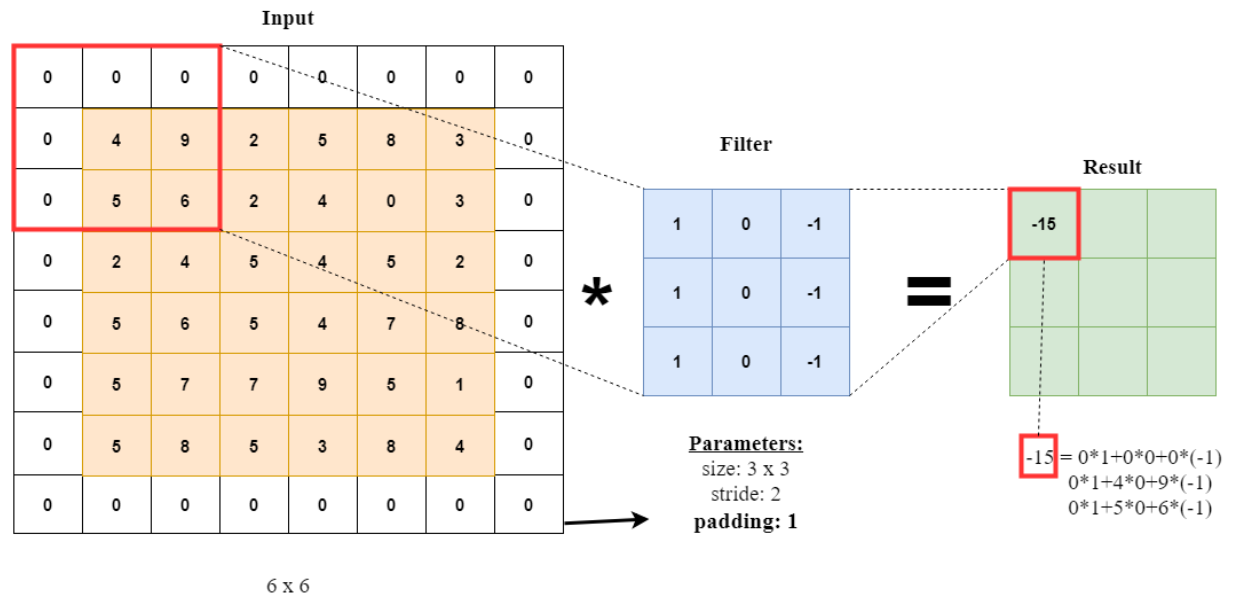 Input
0 0 0 0 0 0 0 0
0 4 9 2 5 8 3 0
0 5 6 2 4 0 3 0
0 2 4 5 4 5 2 0
0 5 6 5 4 7 8 0
0 5 7 7 9 5 1 0
0 5 8 5 3 8 4 0
0 0 0 0 0 0 0 0
6 x 6
*
Filter
1 0 -1
1 0 -1
1 0 -1
Parameters:
size: 3 x 3
stride: 2
padding: 1
=
Result
-15
-15 = 0*1+0*0+0*(-1)
0*1+4*0+9*(-1)
0*1+5*0+6*(-1)